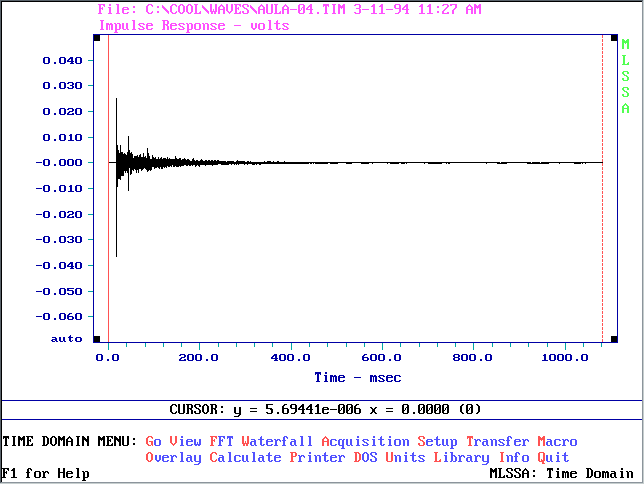 File: C:\COOL\WAVES\AULA-04.TIM 3-11-94 11:27 AM
Impulse Response - volts
MLSSA
0.040
0.030
0.020
0.010
-0.000
-0.010
-0.020
-0.030
-0.040
-0.050
-0.060
auto
0.0 200.0 400.0 600.0 800.0 1000.0
Time - msec
CURSOR: y = 5.69441e-006 x = 0.0000 (0)
TIME DOMAIN MENU: Go View FFT Waterfall Acquisition Setup Transfer Macro
Overlay Calculate Printer DOS Units Library Info Quit
F1 for Help MLSSA: Time Domain